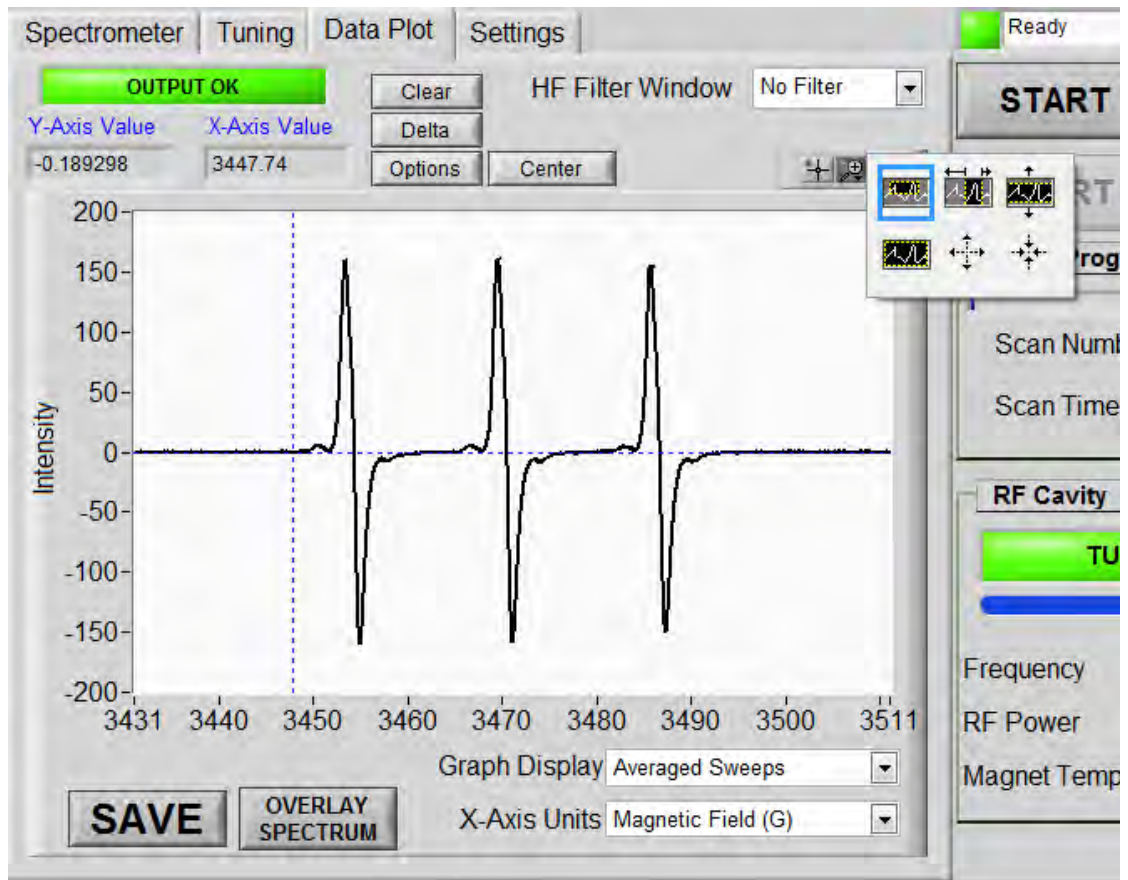 Spectrometer Tuning Data Plot Settings
Ready
OUTPUT OK
Clear
HF Filter Window No Filter
START
Y-Axis Value X-Axis Value
Delta
-0.189298 3447.74
Options Center
200
150
100
50
0
-50
-100
-150
-200
Intensity
3431 3440 3450 3460 3470 3480 3490 3500 3511
Graph Display Averaged Sweeps
X-Axis Units Magnetic Field (G)
SAVE
OVERLAY
SPECTRUM
RT
Prog
Scan Numb
Scan Time
RF Cavity
TU
Frequency
RF Power
Magnet Temp